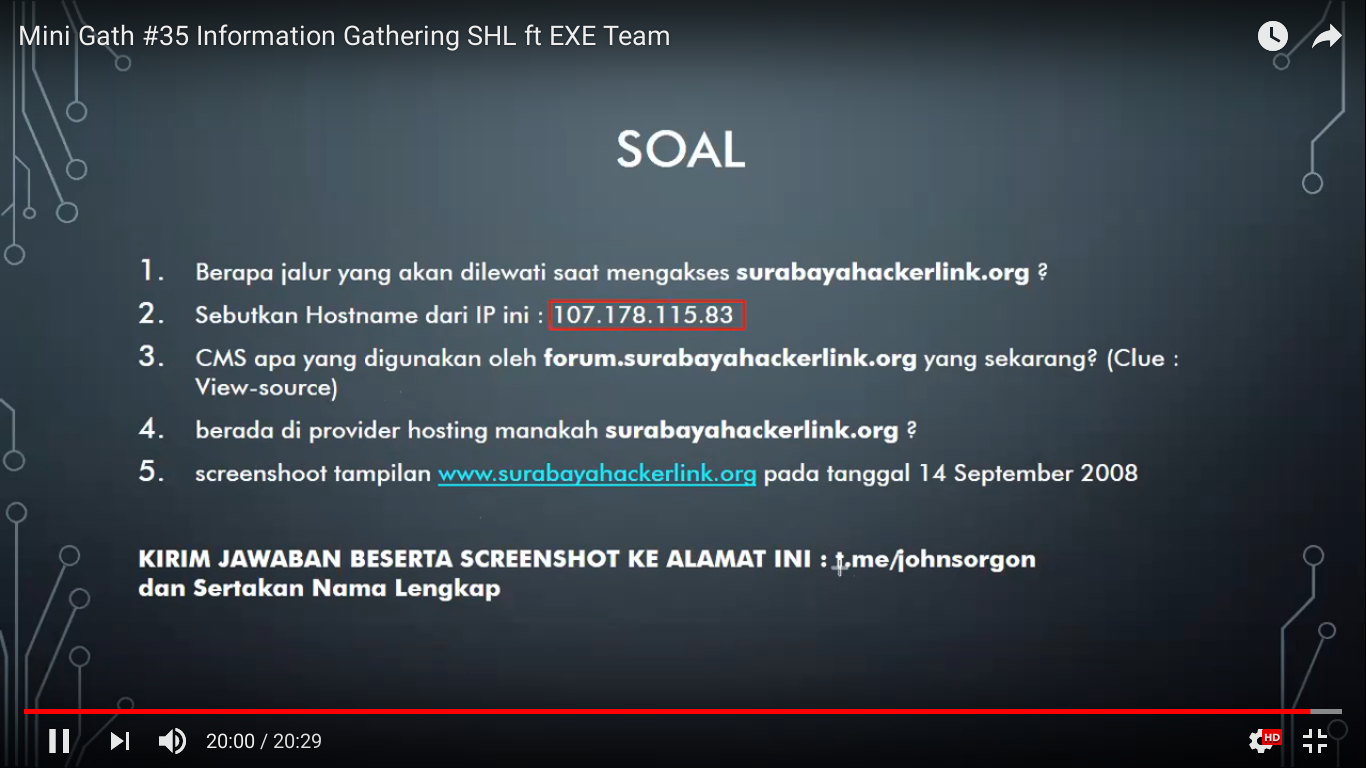 Mini Gath #35 Information Gathering SHL ft EXE Team
SOAL
1. Berapa jalur yang akan dilewati saat mengakses surabayahackerlink.org ?
2. Sebutkan Hostname dari IP ini : 107.178.115.83
3. CMS apa yang digunakan oleh forum.surabayahackerlink.org yang sekarang? (Clue :
View-source)
4. berada di provider hosting manakah surabayahackerlink.org ?
5. screenshoot tampilan www.surabayahackerlink.org pada tanggal 14 September 2008
KIRIM JAWABAN BESERTA SCREENSHOT KE ALAMAT INI : t.me/johnsorgon
dan Sertakan Nama Lengkap
20:00 / 20:29
HD